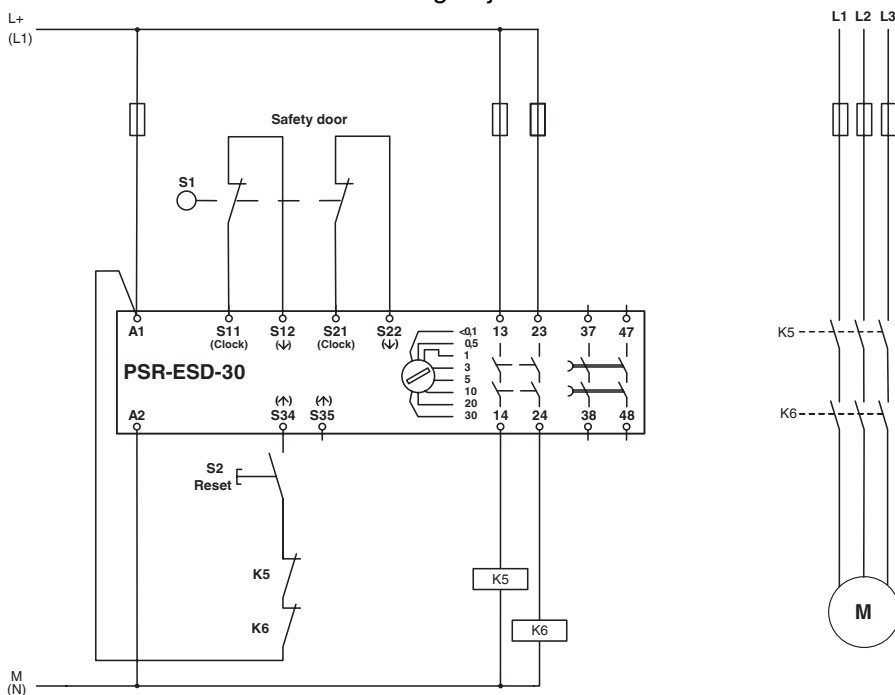 L+
(L1)
L1 L2 L3
Safety door
S1
A1 S11 S12 S21 S22 <0,1 13 23 37 47
(Clock) (↓) (Clock) (↓) 0,5
1
PSR-ESD-30
3
5
10
(↑) (↑) 20
A2 S34 S35 30 14 24 38 48
K5
K6
S2
Reset
K5 K5
K6 K6
M
M
(N)